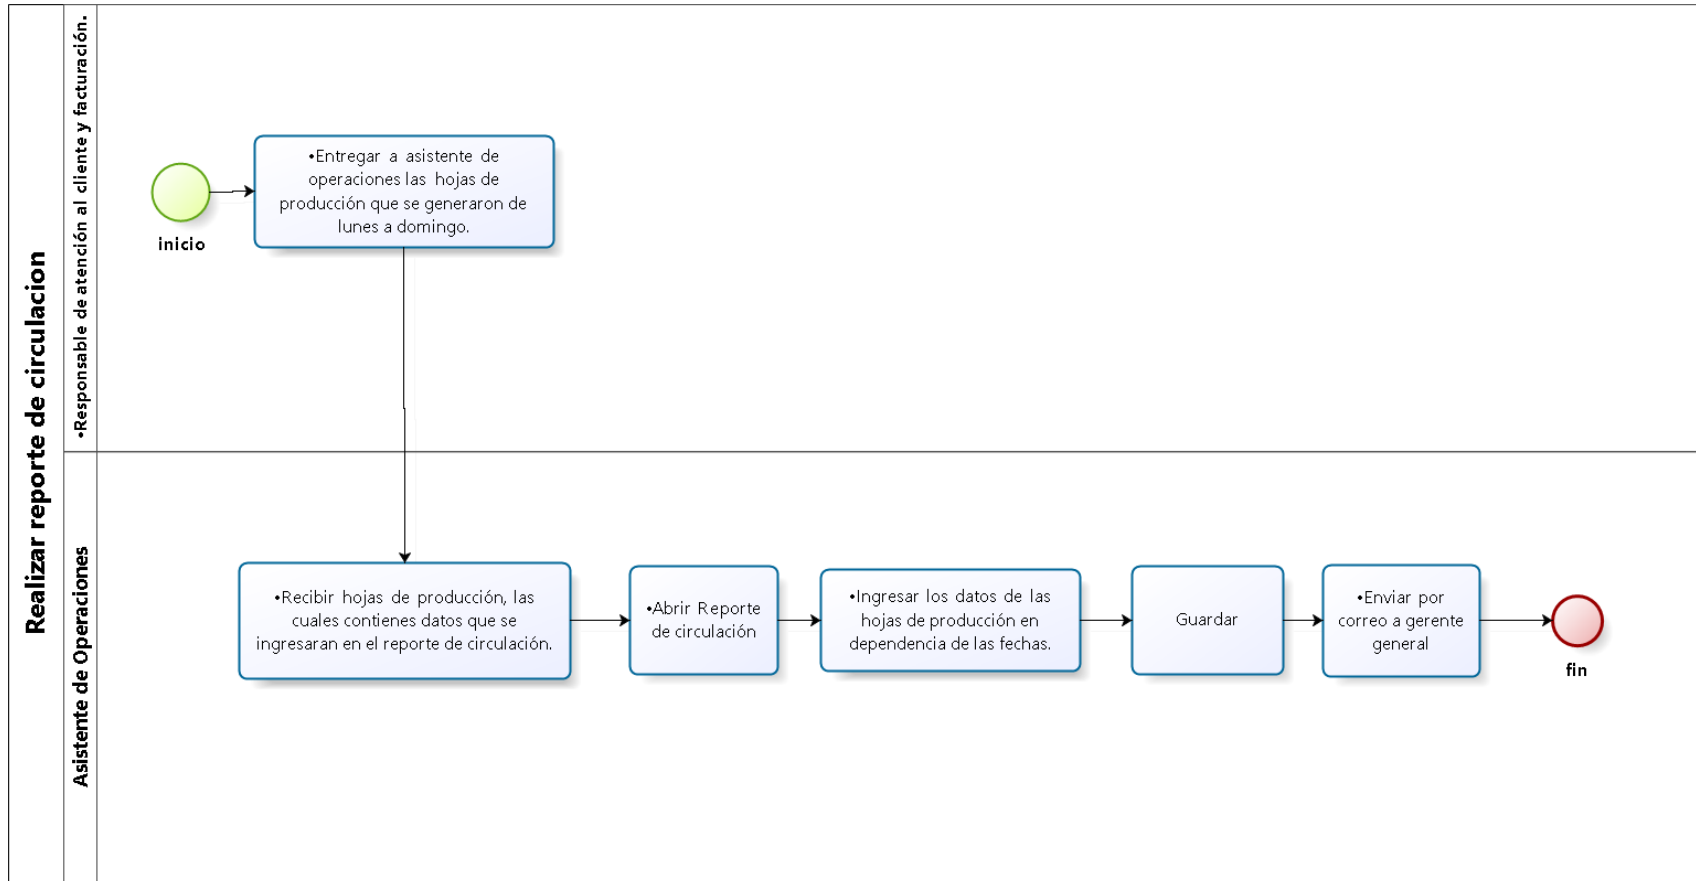 Realizar reporte de circulacion
•Responsable de atención al cliente y facturación.
inicio
•Entregar a asistente de
operaciones las hojas de
producción que se generaron de
lunes a domingo.
Asistente de Operaciones
•Recibir hojas de producción, las
cuales contienes datos que se
ingresaran en el reporte de circulación.
•Abrir Reporte
de circulación
•Ingresar los datos de las
hojas de producción en
dependencia de las fechas.
Guardar
•Enviar por
correo a gerente
general
fin